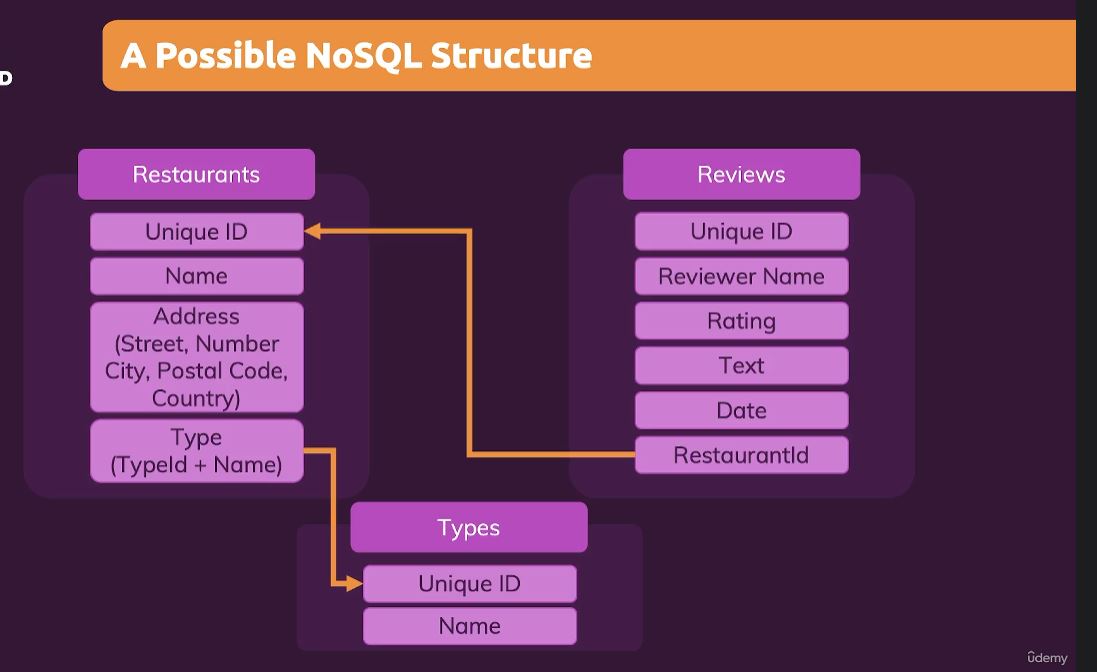 A Possible NoSQL Structure
D
Restaurants
Unique ID
Name
Address
(Street, Number
City, Postal Code,
Country)
Type
(TypeId + Name)
Reviews
Unique ID
Reviewer Name
Rating
Text
Date
RestaurantId
Types
Unique ID
Name
ûdemy